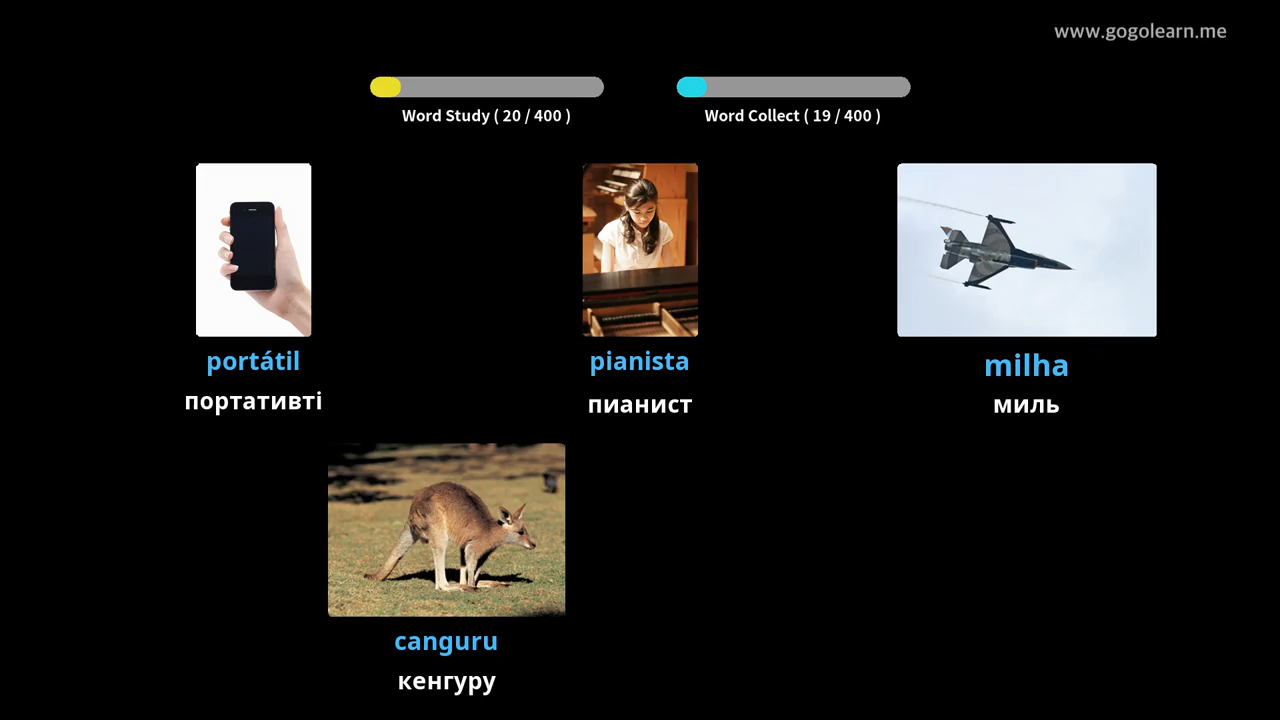 www.gogolearn.me
Word Study ( 20 / 400 )
Word Collect ( 19 / 400 )
portátil
портативті
pianista
пианист
milha
миль
canguru
кенгуру